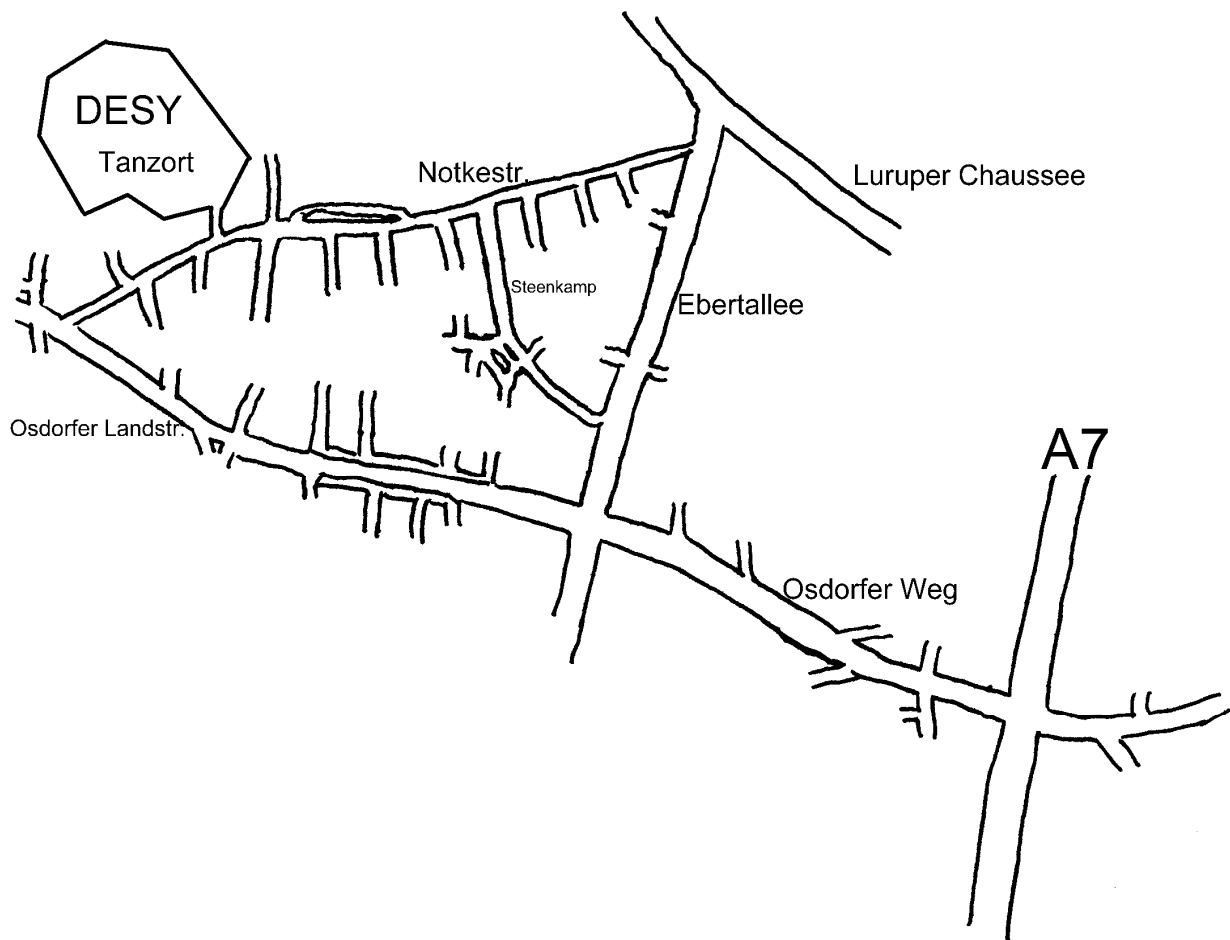 DESY
Tanzort
Notkestr.
Luruper Chaussee
Steenkamp
Ebertallee
Osdorfer Landstr.
A7
Osdorfer Weg